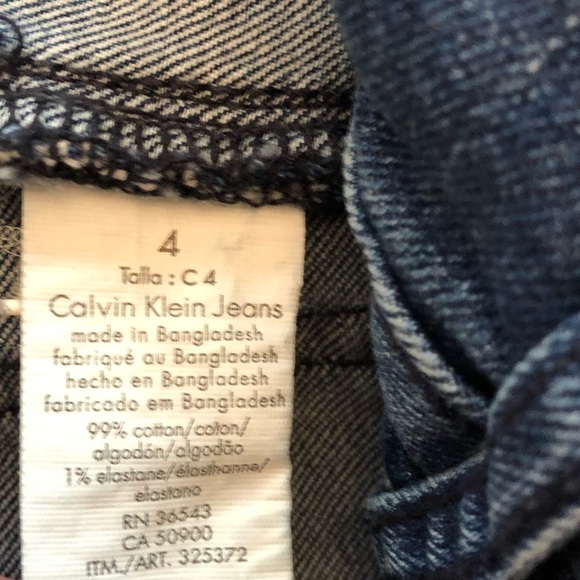 4
Talla : C 4
Calvin Klein Jeans
made in Bangladesh
fabriqué au Bangladesh
hecho en Bangladesh
fabricado em Bangladesh
99% cotton/coton/
algodón/algodão
1% elastane/élasthanne/
elastano
RN 36543
CA 50900
ITM./ART. 325372